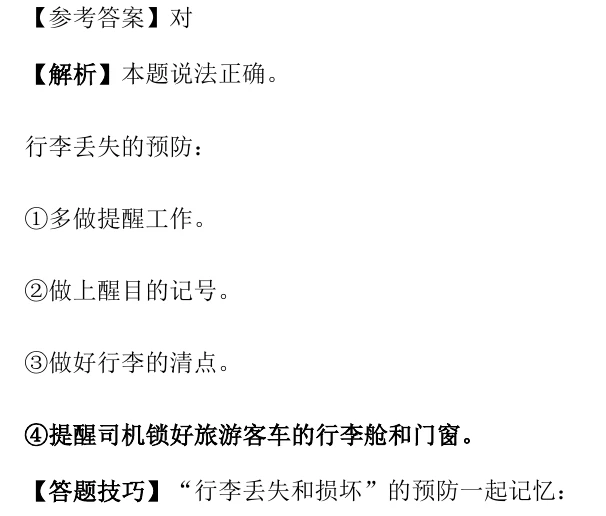 【参考答案】对
【解析】本题说法正确。
行李丢失的预防：
①多做提醒工作。
②做上醒目的记号。
③做好行李的清点。
④提醒司机锁好旅游客车的行李舱和门窗。
【答题技巧】“行李丢失和损坏”的预防一起记忆：